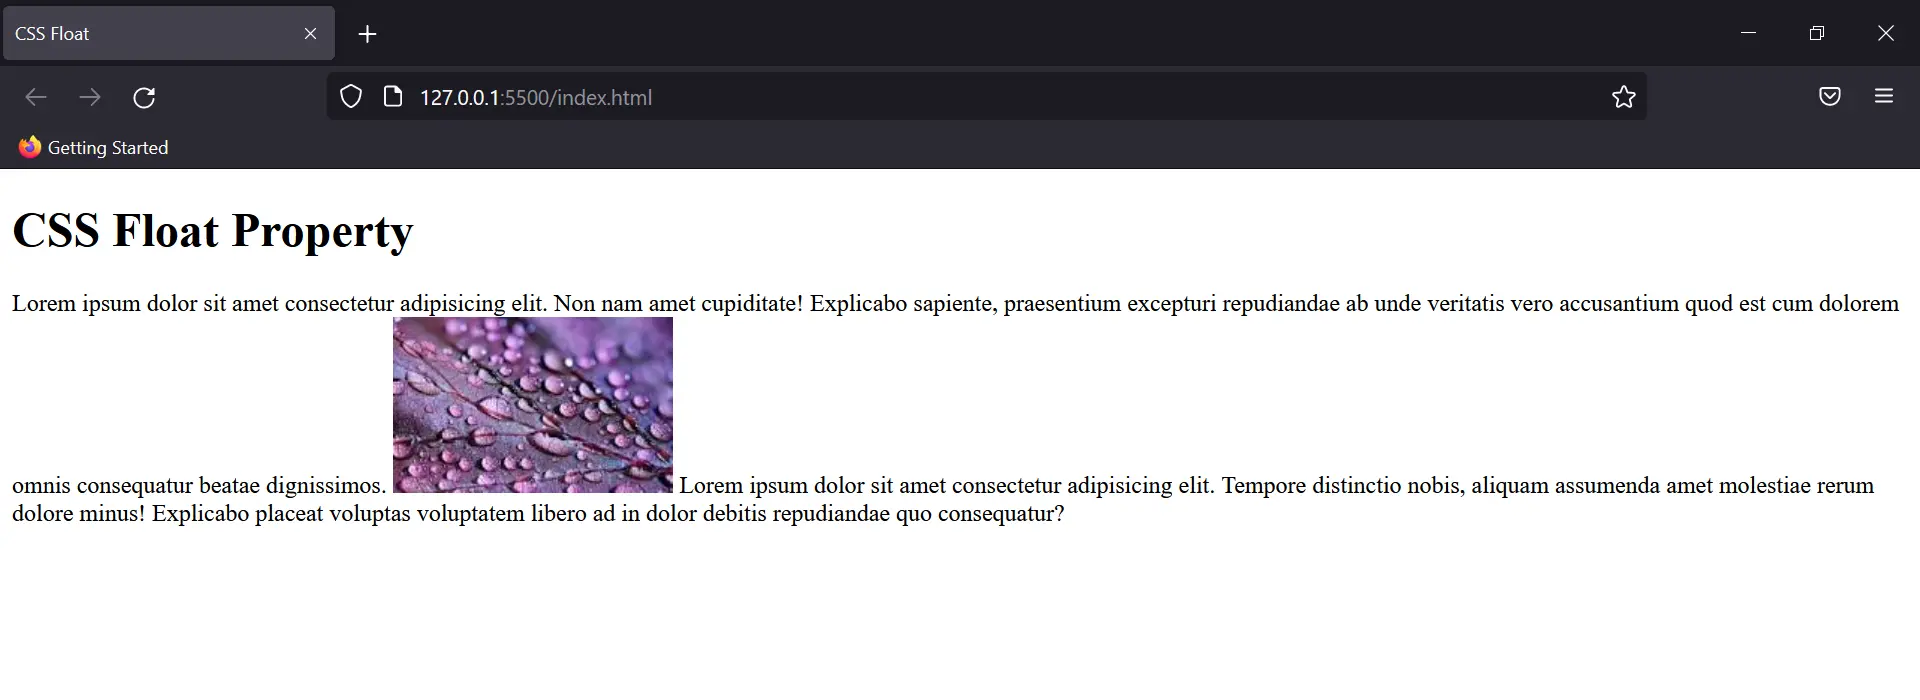 CSS Float
127.0.0.1:5500/index.html
Getting Started
CSS Float Property
Lorem ipsum dolor sit amet consectetur adipisicing elit. Non nam amet cupiditate! Explicabo sapiente, praesentium excepturi repudiandae ab unde veritatis vero accusantium quod est cum dolorem
omnis consequatur beatae dignissimos. Lorem ipsum dolor sit amet consectetur adipisicing elit. Tempore distinctio nobis, aliquam assumenda amet molestiae rerum
dolore minus! Explicabo placeat voluptas voluptatem libero ad in dolor debitis repudiandae quo consequatur?